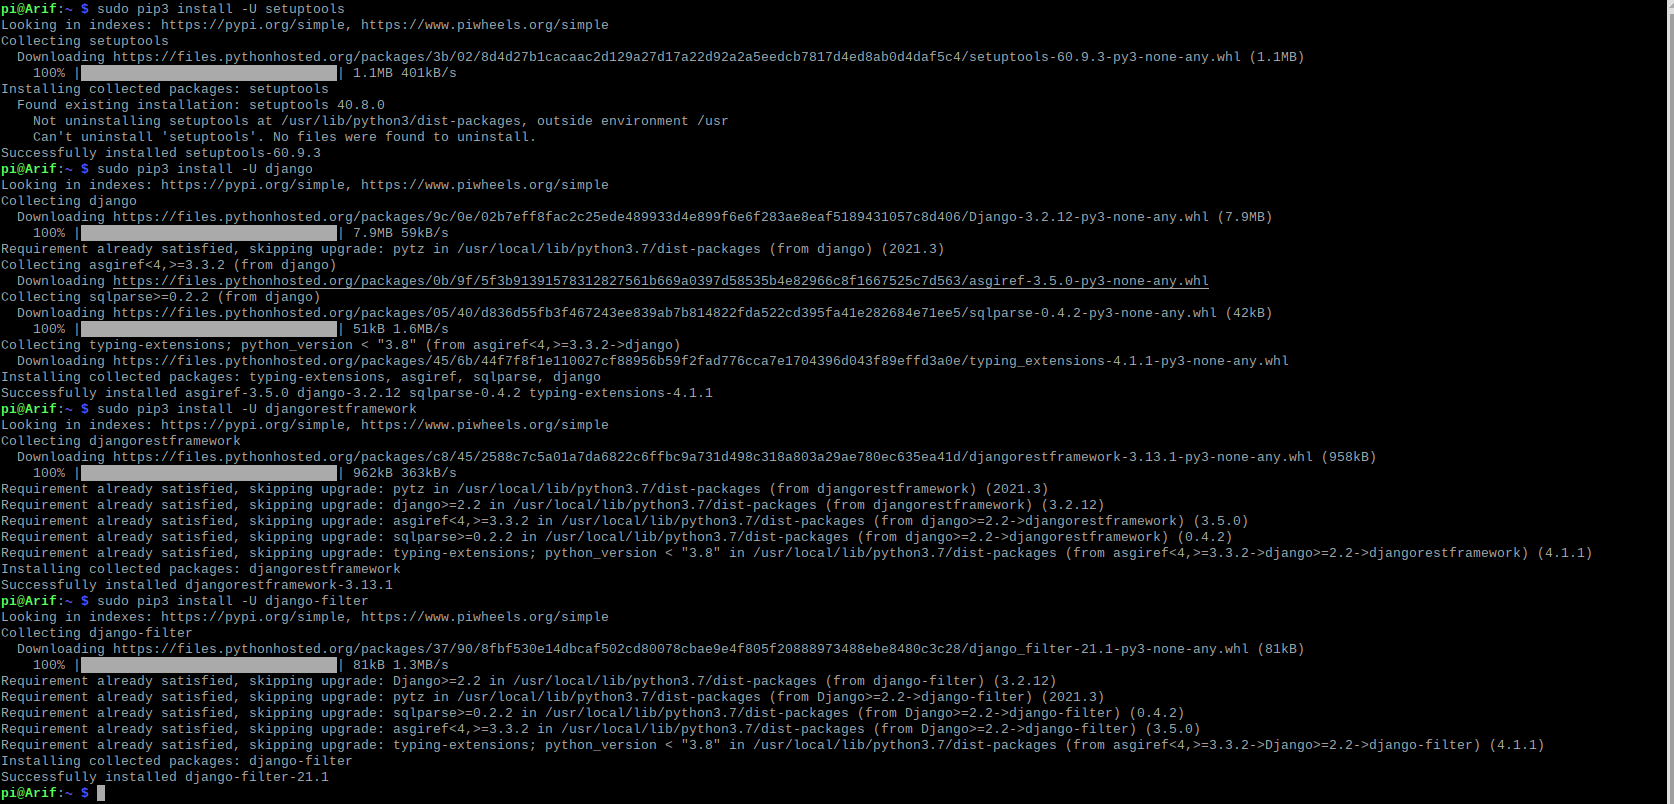 pi@Arif:~ $ sudo pip3 install -U setuptools
Looking in indexes: https://pypi.org/simple, https://www.piwheels.org/simple
Collecting setuptools
  Downloading https://files.pythonhosted.org/packages/3b/02/8d4d27b1cacaac2d129a27d17a22d92a2a5eedcb7817d4ed8ab0d4daf5c4/setuptools-60.9.3-py3-none-any.whl (1.1MB)
    100% || 1.1MB 401kB/s
Installing collected packages: setuptools
  Found existing installation: setuptools 40.8.0
    Not uninstalling setuptools at /usr/lib/python3/dist-packages, outside environment /usr
    Can't uninstall 'setuptools'. No files were found to uninstall.
Successfully installed setuptools-60.9.3
pi@Arif:~ $ sudo pip3 install -U django
Looking in indexes: https://pypi.org/simple, https://www.piwheels.org/simple
Collecting django
  Downloading https://files.pythonhosted.org/packages/9c/0e/02b7eff8fac2c25ede489933d4e899f6e6f283ae8eaf5189431057c8d406/Django-3.2.12-py3-none-any.whl (7.9MB)
    100% || 7.9MB 59kB/s
Requirement already satisfied, skipping upgrade: pytz in /usr/local/lib/python3.7/dist-packages (from django) (2021.3)
Collecting asgiref<4,>=3.3.2 (from django)
  Downloading https://files.pythonhosted.org/packages/0b/9f/5f3b91391578312827561b669a0397d58535b4e82966c8f1667525c7d563/asgiref-3.5.0-py3-none-any.whl
Collecting sqlparse>=0.2.2 (from django)
  Downloading https://files.pythonhosted.org/packages/05/40/d836d55fb3f467243ee839ab7b814822fda522cd395fa41e282684e71ee5/sqlparse-0.4.2-py3-none-any.whl (42kB)
    100% || 51kB 1.6MB/s
Collecting typing-extensions; python_version < "3.8" (from asgiref<4,>=3.3.2->django)
  Downloading https://files.pythonhosted.org/packages/45/6b/44f7f8f1e110027cf88956b59f2fad776cca7e1704396d043f89effd3a0e/typing_extensions-4.1.1-py3-none-any.whl
Installing collected packages: typing-extensions, asgiref, sqlparse, django
Successfully installed asgiref-3.5.0 django-3.2.12 sqlparse-0.4.2 typing-extensions-4.1.1
pi@Arif:~ $ sudo pip3 install -U djangorestframework
Looking in indexes: https://pypi.org/simple, https://www.piwheels.org/simple
Collecting djangorestframework
  Downloading https://files.pythonhosted.org/packages/c8/45/2588c7c5a01a7da6822c6ffbc9a731d498c318a803a29ae780ec635ea41d/djangorestframework-3.13.1-py3-none-any.whl (958kB)
    100% || 962kB 363kB/s
Requirement already satisfied, skipping upgrade: pytz in /usr/local/lib/python3.7/dist-packages (from djangorestframework) (2021.3)
Requirement already satisfied, skipping upgrade: django>=2.2 in /usr/local/lib/python3.7/dist-packages (from djangorestframework) (3.2.12)
Requirement already satisfied, skipping upgrade: asgiref<4,>=3.3.2 in /usr/local/lib/python3.7/dist-packages (from django>=2.2->djangorestframework) (3.5.0)
Requirement already satisfied, skipping upgrade: sqlparse>=0.2.2 in /usr/local/lib/python3.7/dist-packages (from django>=2.2->djangorestframework) (0.4.2)
Requirement already satisfied, skipping upgrade: typing-extensions; python_version < "3.8" in /usr/local/lib/python3.7/dist-packages (from asgiref<4,>=3.3.2->django>=2.2->djangorestframework) (4.1.1)
Installing collected packages: djangorestframework
Successfully installed djangorestframework-3.13.1
pi@Arif:~ $ sudo pip3 install -U django-filter
Looking in indexes: https://pypi.org/simple, https://www.piwheels.org/simple
Collecting django-filter
  Downloading https://files.pythonhosted.org/packages/37/90/8fbf530e14dbcaf502cd80078cbae9e4f805f20888973488ebe8480c3c28/django_filter-21.1-py3-none-any.whl (81kB)
    100% || 81kB 1.3MB/s
Requirement already satisfied, skipping upgrade: Django>=2.2 in /usr/local/lib/python3.7/dist-packages (from django-filter) (3.2.12)
Requirement already satisfied, skipping upgrade: pytz in /usr/local/lib/python3.7/dist-packages (from Django>=2.2->django-filter) (2021.3)
Requirement already satisfied, skipping upgrade: sqlparse>=0.2.2 in /usr/local/lib/python3.7/dist-packages (from Django>=2.2->django-filter) (0.4.2)
Requirement already satisfied, skipping upgrade: asgiref<4,>=3.3.2 in /usr/local/lib/python3.7/dist-packages (from Django>=2.2->django-filter) (3.5.0)
Requirement already satisfied, skipping upgrade: typing-extensions; python_version < "3.8" in /usr/local/lib/python3.7/dist-packages (from asgiref<4,>=3.3.2->Django>=2.2->django-filter) (4.1.1)
Installing collected packages: django-filter
Successfully installed django-filter-21.1
pi@Arif:~ $